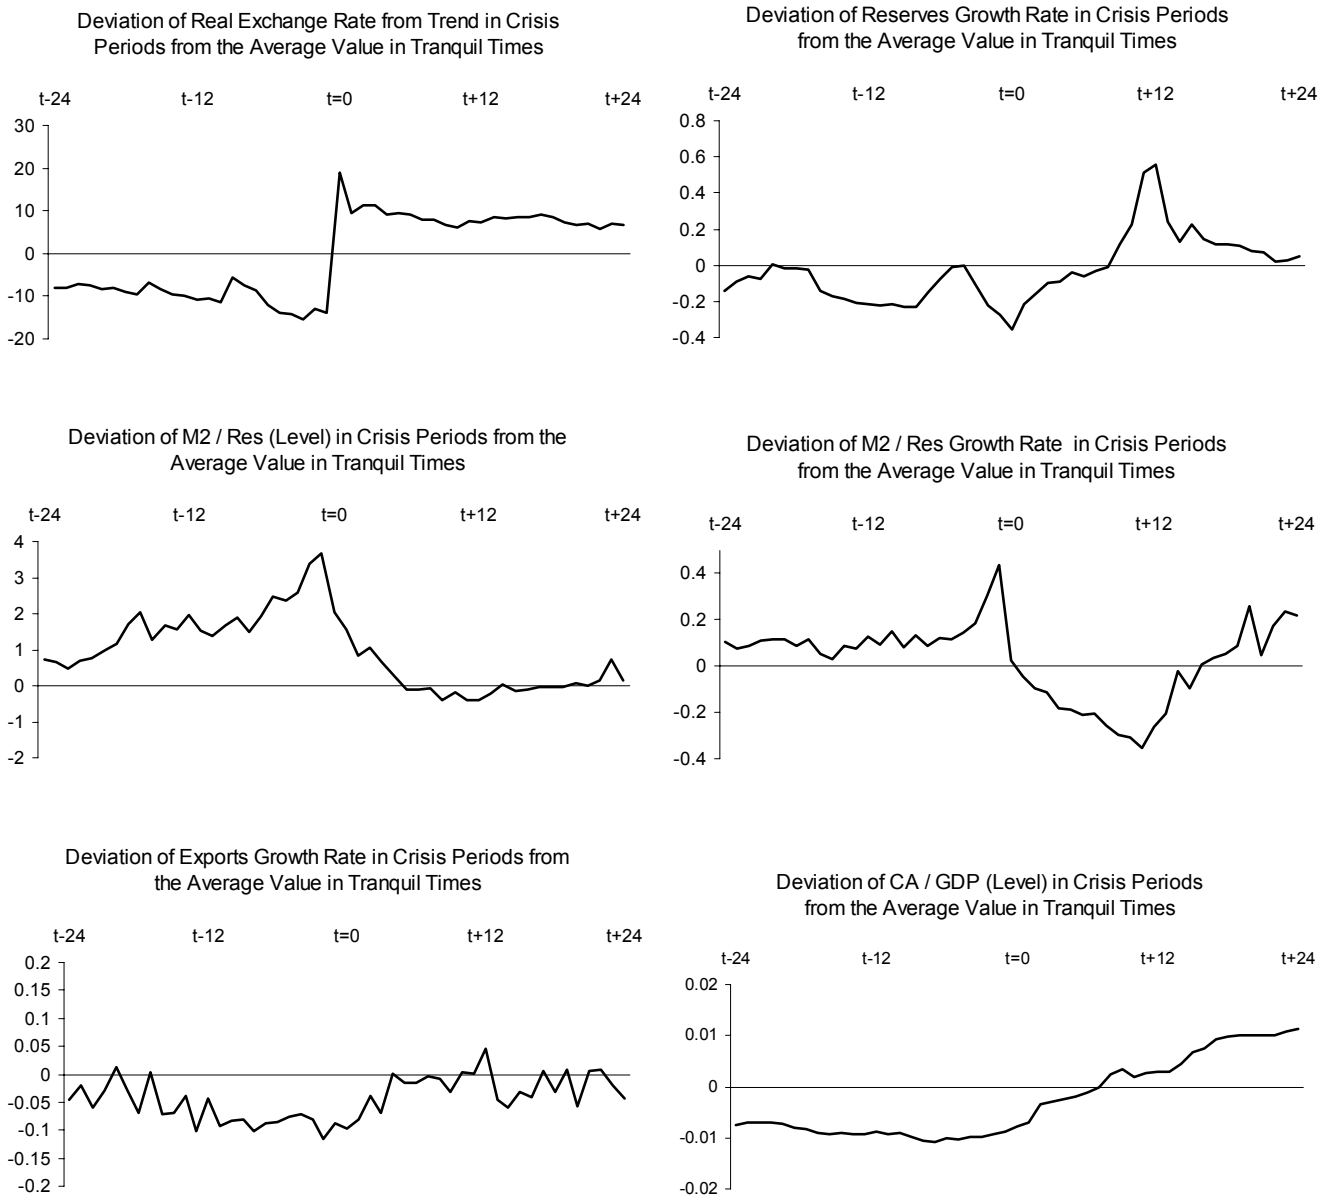 Deviation of Real Exchange Rate from Trend in Crisis
Periods from the Average Value in Tranquil Times
t-24 t-12 t=0 t+12 t+24
30
20
10
0
-10
-20
Deviation of Reserves Growth Rate in Crisis Periods
from the Average Value in Tranquil Times
t-24 t-12 t=0 t+12 t+24
0.8
0.6
0.4
0.2
0
-0.2
-0.4
Deviation of M2 / Res (Level) in Crisis Periods from the
Average Value in Tranquil Times
t-24 t-12 t=0 t+12 t+24
4
3
2
1
0
-1
-2
Deviation of M2 / Res Growth Rate in Crisis Periods
from the Average Value in Tranquil Times
t-24 t-12 t=0 t+12 t+24
0.4
0.2
0
-0.2
-0.4
Deviation of Exports Growth Rate in Crisis Periods from
the Average Value in Tranquil Times
t-24 t-12 t=0 t+12 t+24
0.2
0.15
0.1
0.05
0
-0.05
-0.1
-0.15
-0.2
Deviation of CA / GDP (Level) in Crisis Periods
from the Average Value in Tranquil Times
t-24 t-12 t=0 t+12 t+24
0.02
0.01
0
-0.01
-0.02